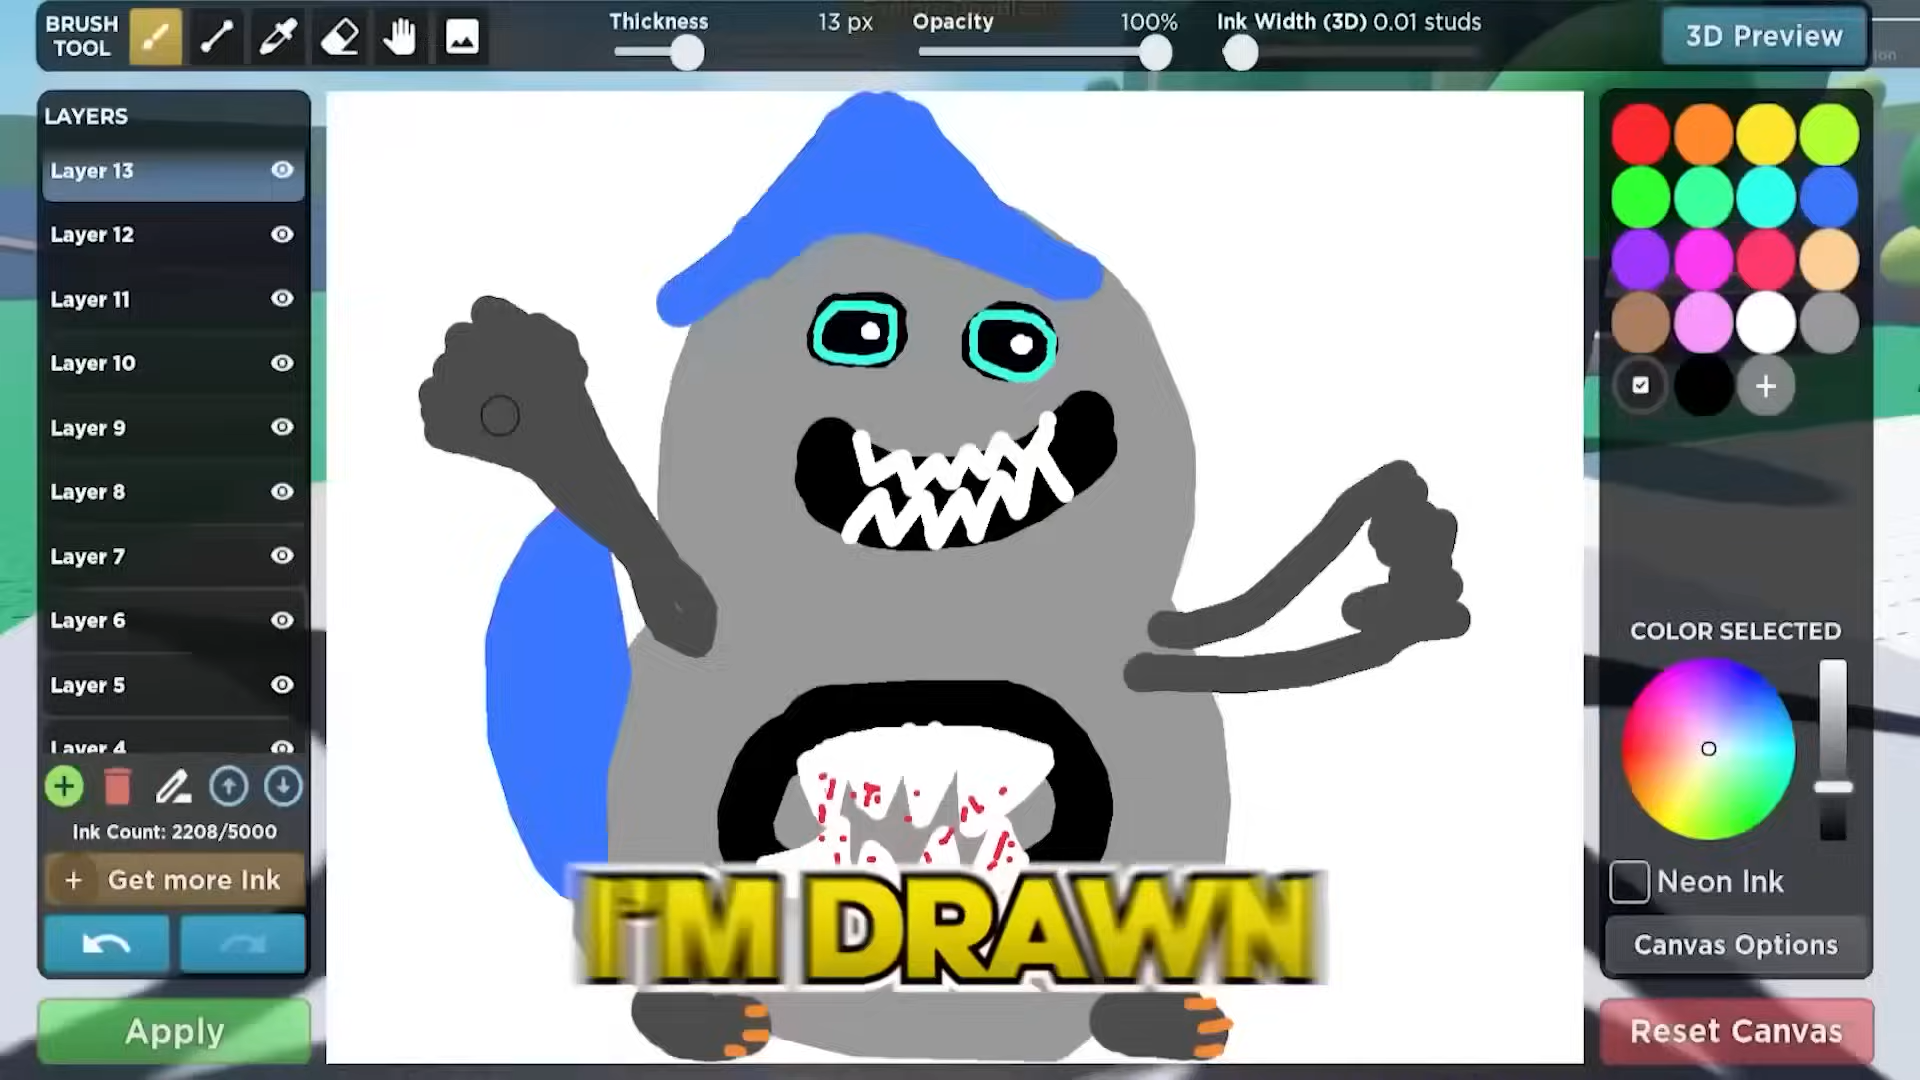 BRUSH
TOOL
Thickness 13 px
Opacity 100%
Ink Width (3D) 0.01 studs
3D Preview
LAYERS
Layer 13
Layer 12
Layer 11
Layer 10
Layer 9
Layer 8
Layer 7
Layer 6
Layer 5
Layer 4
Ink Count: 2208/5000
+ Get more Ink
Apply
COLOR SELECTED
Neon Ink
Canvas Options
Reset Canvas
I'M DRAWN